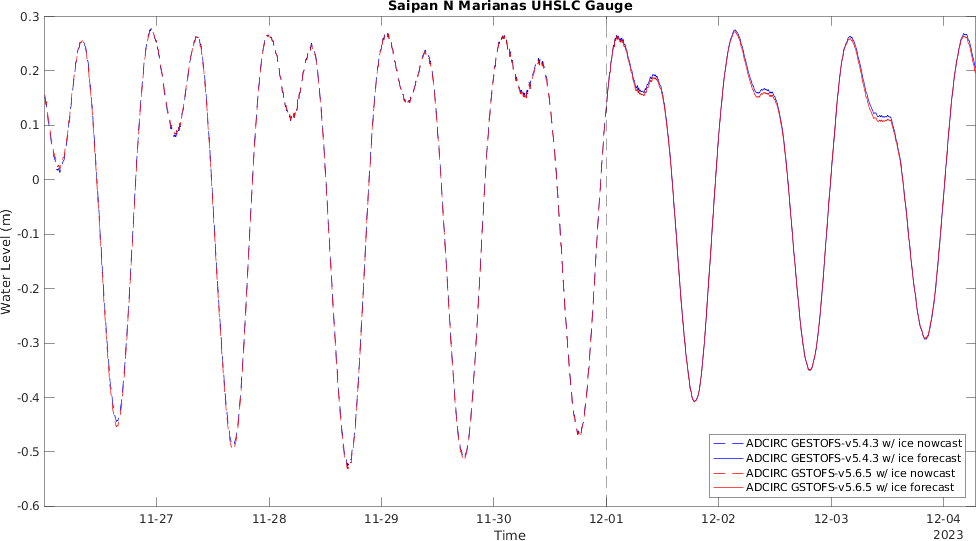 Saipan N Marianas UHSLC Gauge
0.3
0.2
0.1
0
-0.1
-0.2
-0.3
-0.4
-0.5
-0.6
Water Level (m)
ADCIRC GESTOFS-v5.4.3 w/ ice nowcast
ADCIRC GESTOFS-v5.4.3 w/ ice forecast
ADCIRC GSTOFS-v5.6.5 w/ ice nowcast
ADCIRC GSTOFS-v5.6.5 w/ ice forecast
11-27 11-28 11-29 11-30 12-01 12-02 12-03 12-04
Time 2023